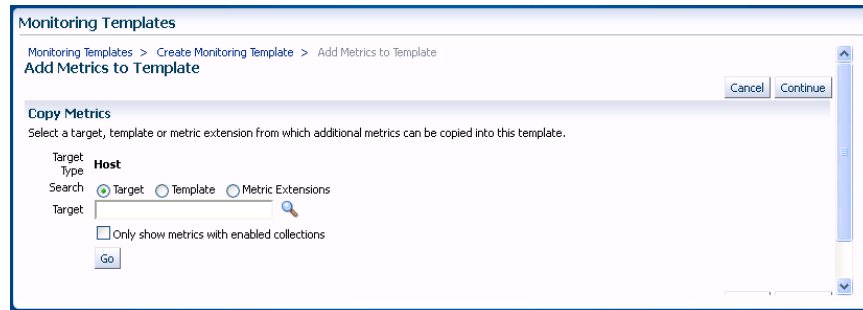 Monitoring Templates
Monitoring Templates > Create Monitoring Template > Add Metrics to Template
Add Metrics to Template
Cancel Continue
Copy Metrics
Select a target, template or metric extension from which additional metrics can be copied into this template.
Target Type Host
Search Target Template Metric Extensions
Target
Only show metrics with enabled collections
Go